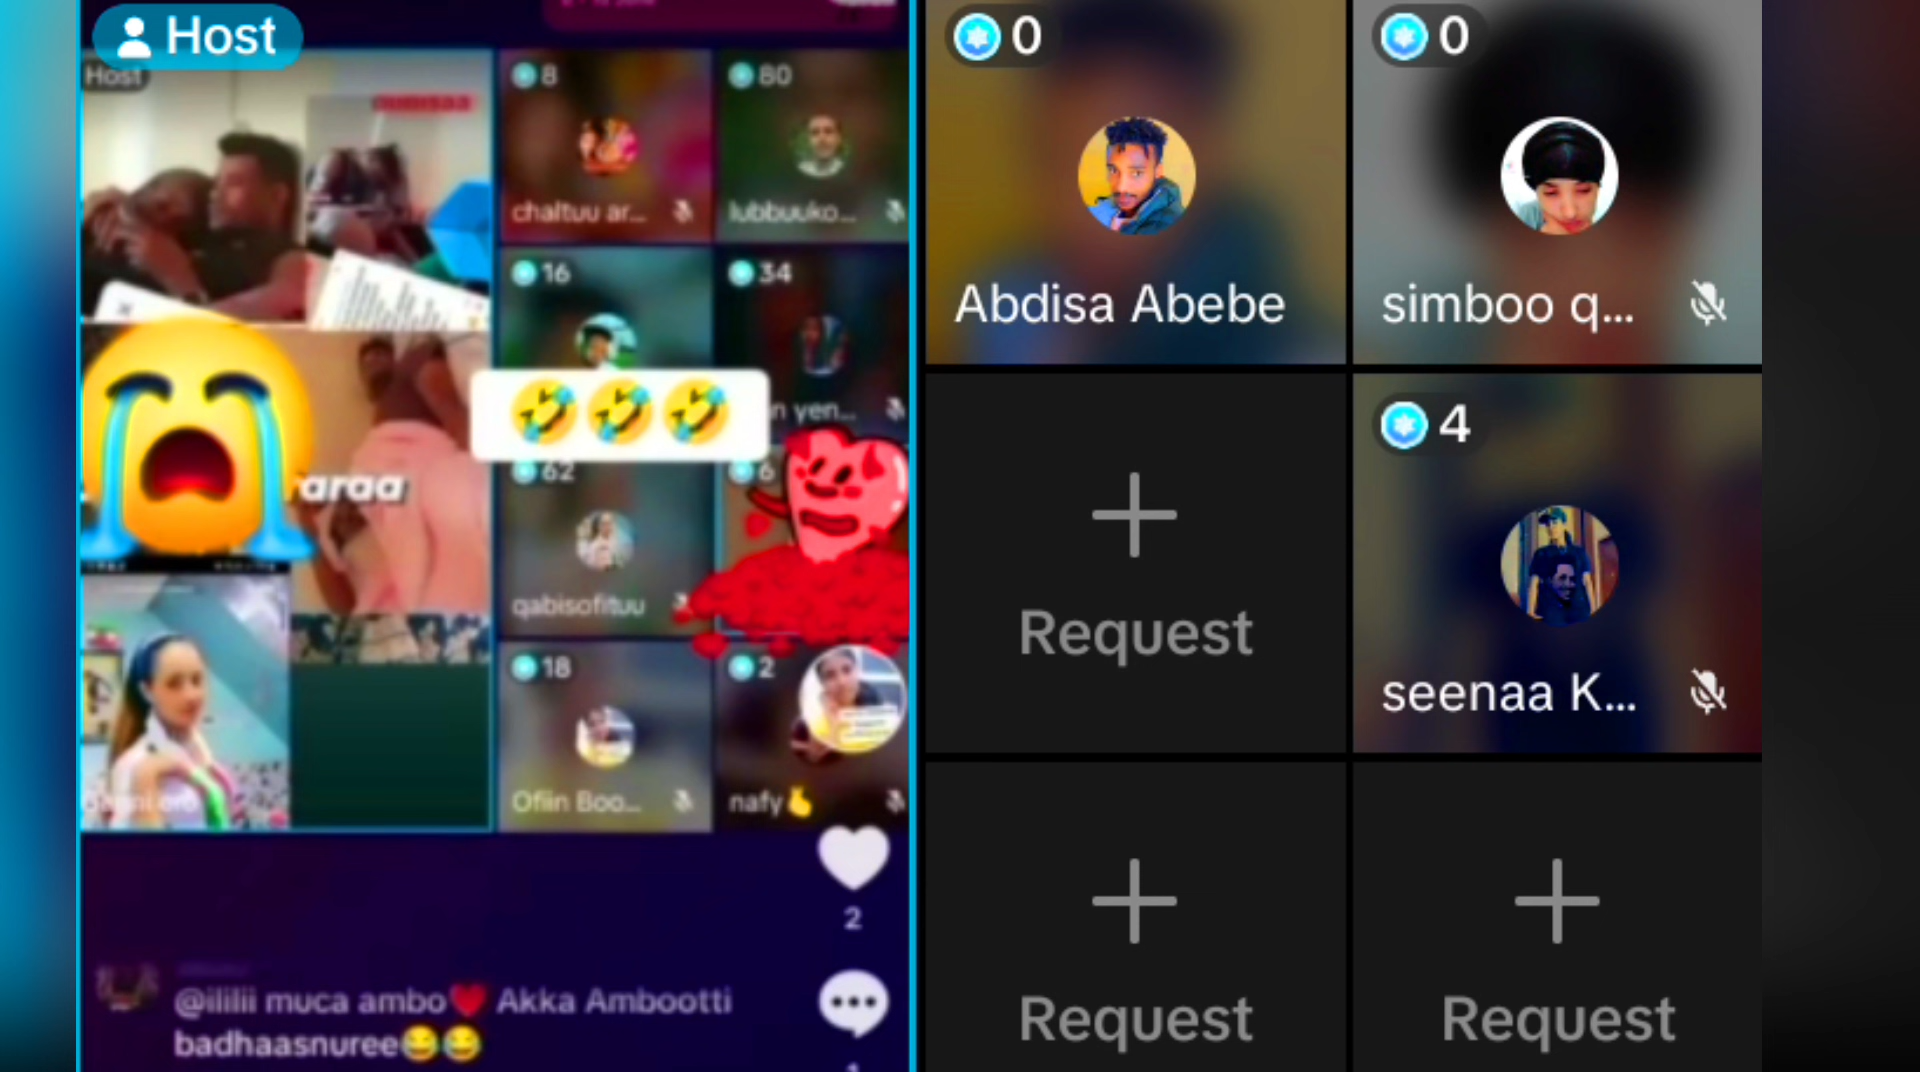 Host
Host
8
80
chaltuu ar...
lubbuuko...
16
34
n yen...
araa
62
6
qabisofituu
18
2
Ofiin Boo...
nafy
2
@ilillii muca ambo Akka Ambootti
badhaasnuree
0
0
Abdisa Abebe
simboo q...
4
Request
seenaa K...
Request
Request